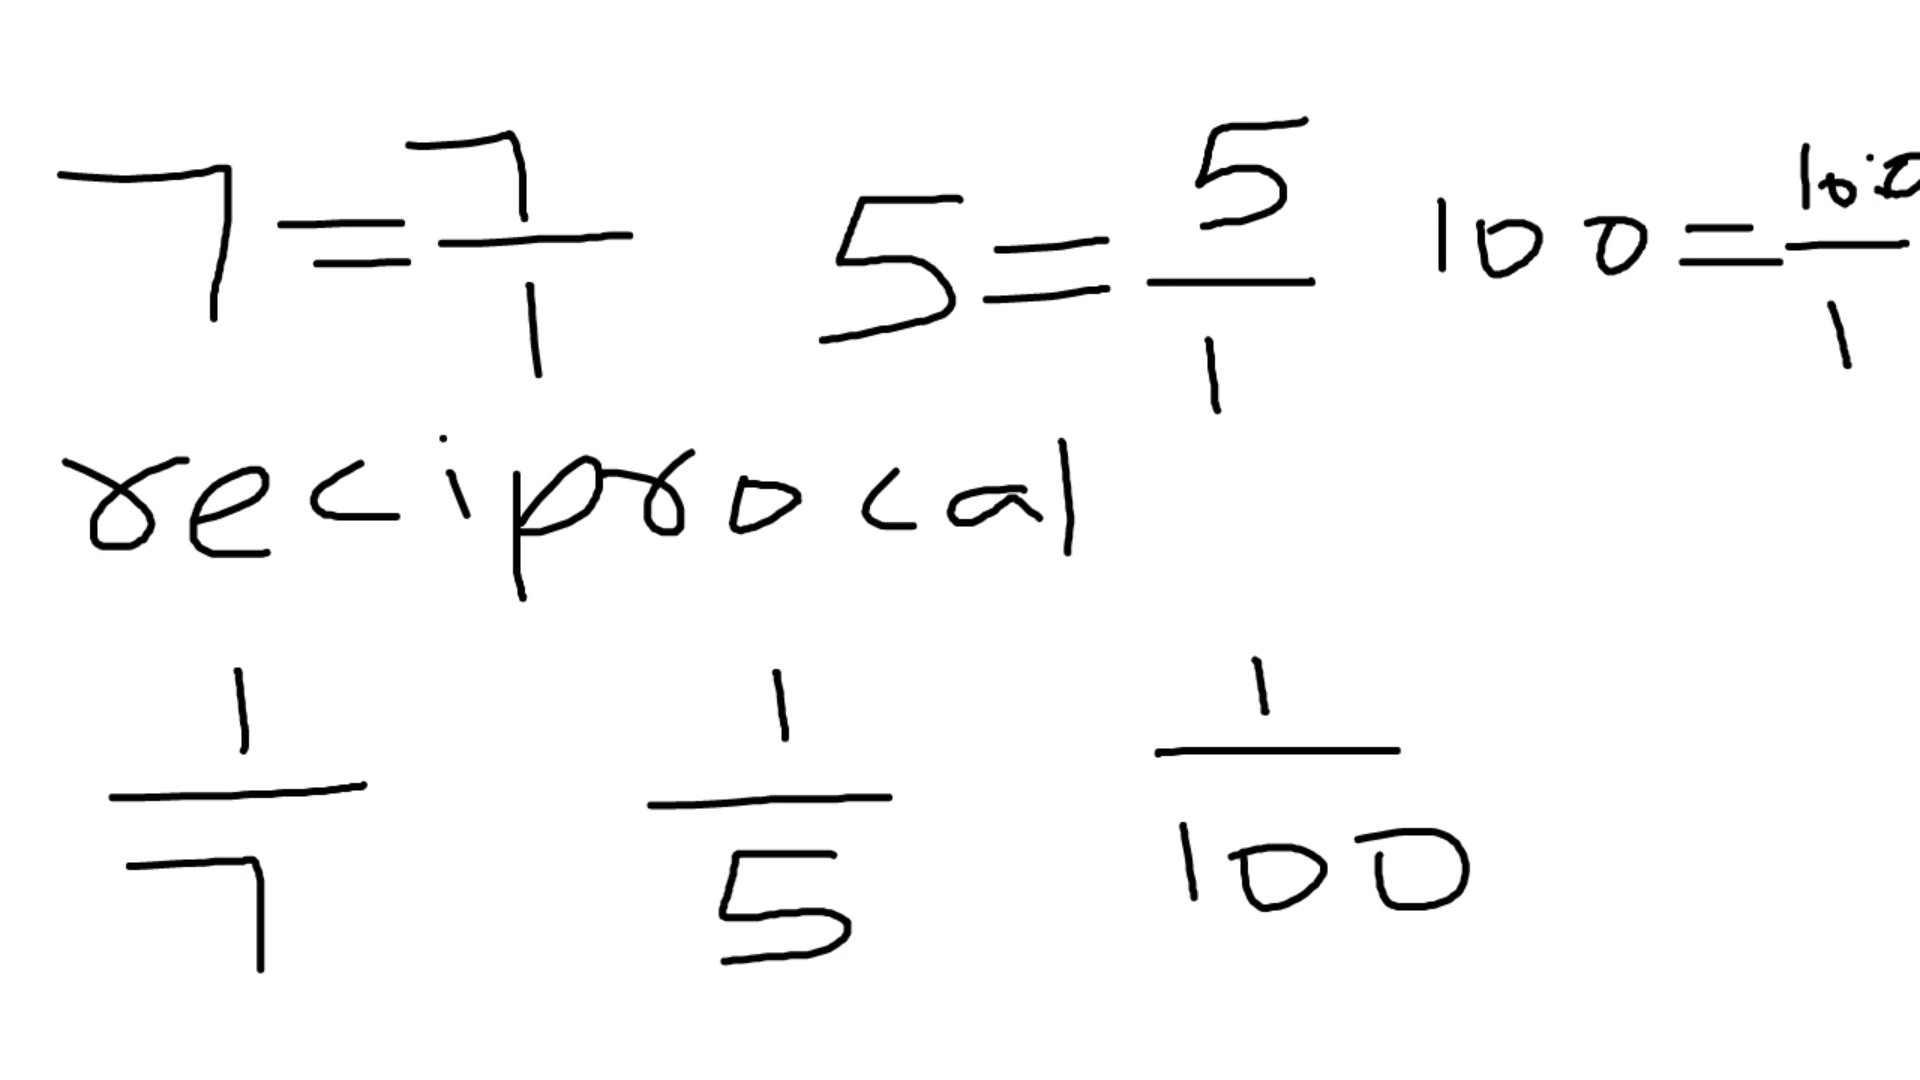 7 = 7/1 5 = 5/1 100 = 100/1
reciprocal
1/7 1/5 1/100